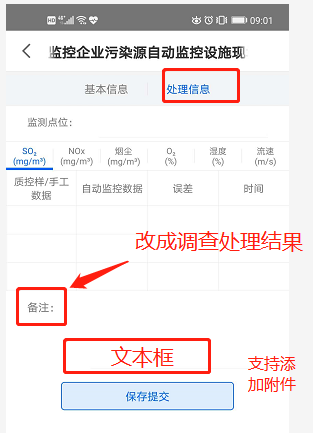 HD 46 09:01
监控企业污染源自动监控设施现
基本信息 处理信息
监测点位：
SO₂ NOx 烟尘 O₂ 湿度 流速
(mg/m³) (mg/m³) (mg/m³) (%) (%) (m/s)
质控样/手工数据 自动监控数据 误差 时间
改成调查处理结果
备注：
文本框
支持添
加附件
保存提交